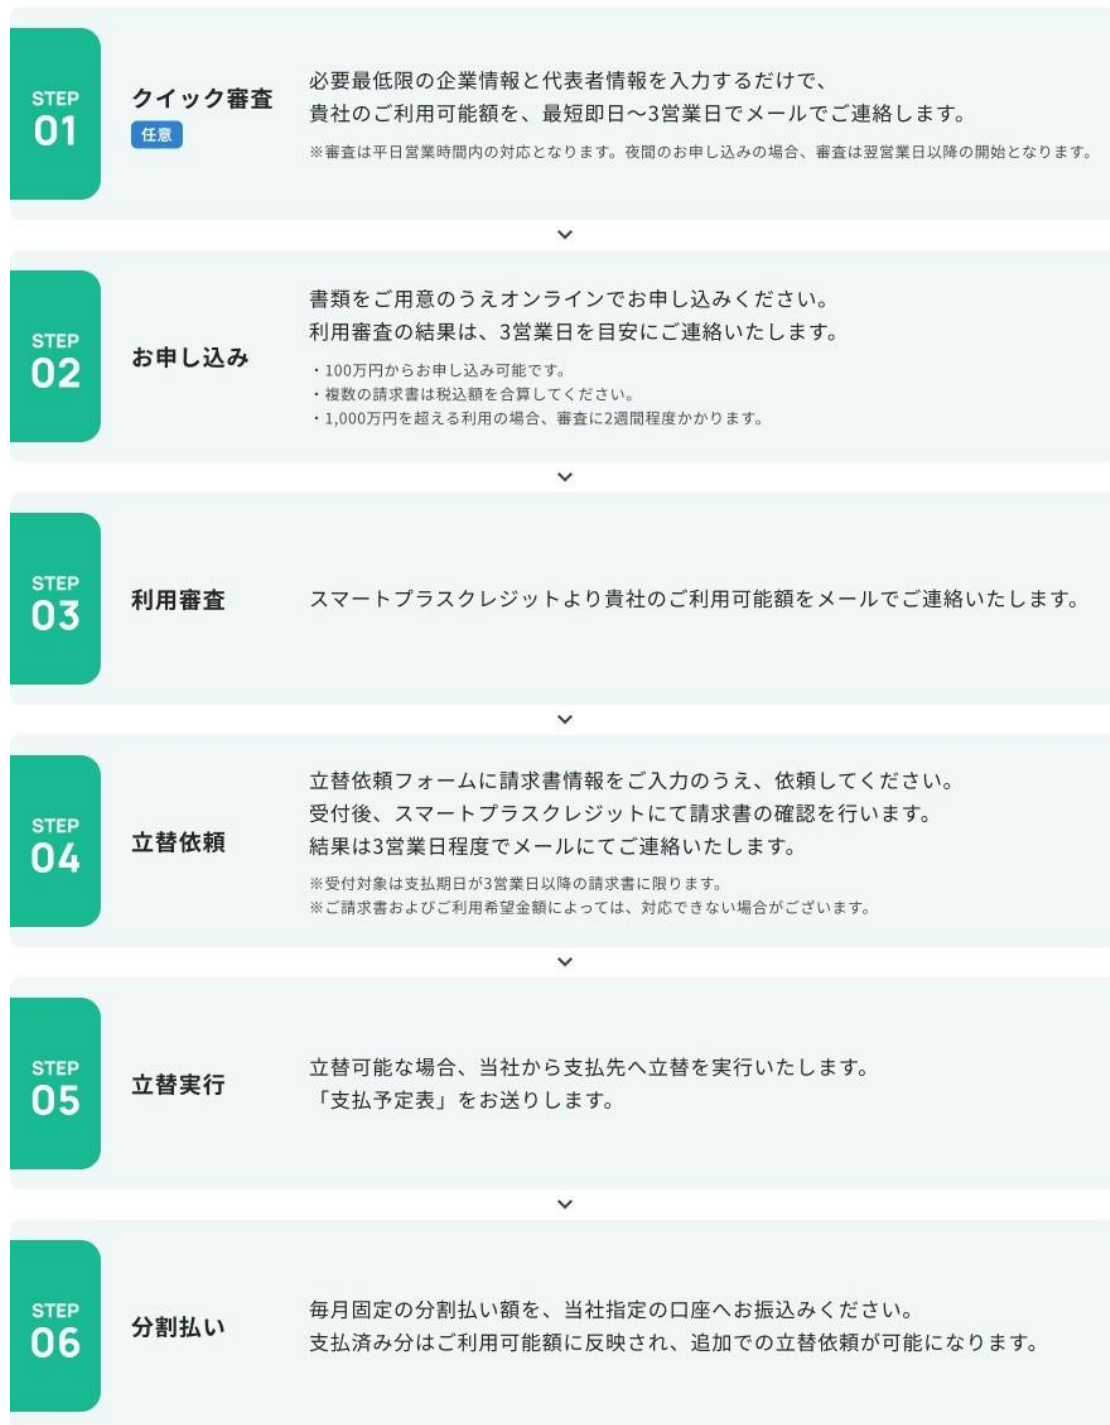 STEP
01
クイック審査
任意
必要最低限の企業情報と代表者情報を入力するだけで、
貴社のご利用可能額を、最短即日〜3営業日でメールでご連絡します。
※審査は平日営業時間内の対応となります。夜間のお申し込みの場合、審査は翌営業日以降の開始となります。
STEP
02
お申し込み
書類をご用意のうえオンラインでお申し込みください。
利用審査の結果は、3営業日を目安にご連絡いたします。
・100万円からお申し込み可能です。
・複数の請求書は税込額を合算してください。
・1,000万円を超える利用の場合、審査に2週間程度かかります。
STEP
03
利用審査
スマートプラスクレジットより貴社のご利用可能額をメールでご連絡いたします。
STEP
04
立替依頼
立替依頼フォームに請求書情報をご入力のうえ、依頼してください。
受付後、スマートプラスクレジットにて請求書の確認を行います。
結果は3営業日程度でメールにてご連絡いたします。
※受付対象は支払期日が3営業日以降の請求書に限ります。
※ご請求書およびご利用希望金額によっては、対応できない場合がございます。
STEP
05
立替実行
立替可能な場合、当社から支払先へ立替を実行いたします。
「支払予定表」をお送りします。
STEP
06
分割払い
毎月固定の分割払い額を、当社指定の口座へお振込みください。
支払済み分はご利用可能額に反映され、追加での立替依頼が可能になります。